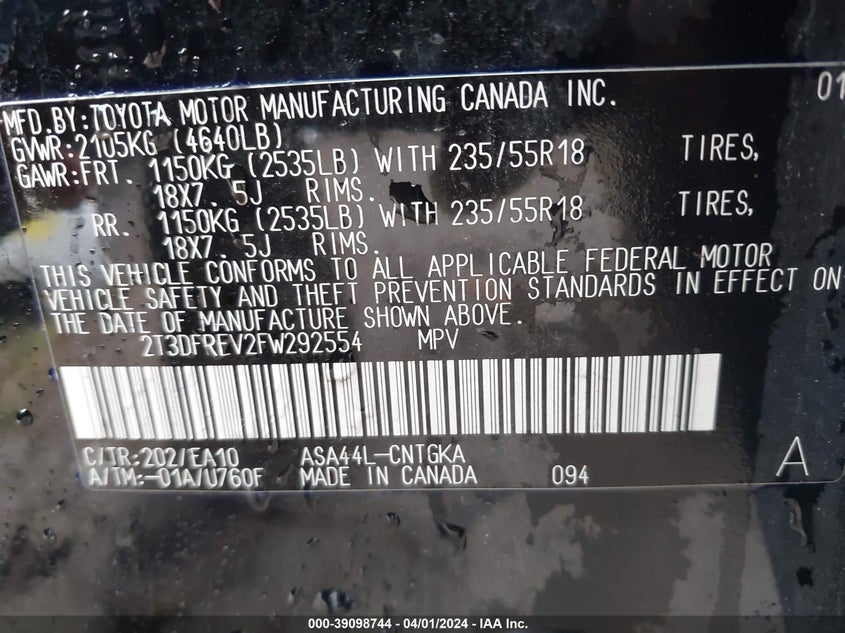 MFD.BY:TOYOTA MOTOR MANUFACTURING CANADA INC. 01
GVWR:2105KG (4640LB)
GAWR:FRT. 1150KG (2535LB) WITH 235/55R18 TIRES,
18X7.5J RIMS.
RR. 1150KG (2535LB) WITH 235/55R18 TIRES,
18X7.5J RIMS.
THIS VEHICLE CONFORMS TO ALL APPLICABLE FEDERAL MOTOR
VEHICLE SAFETY AND THEFT PREVENTION STANDARDS IN EFFECT ON
THE DATE OF MANUFACTURE SHOWN ABOVE.
2T3DFREV2FW292554 MPV
C/TR:202/EA10 ASA44L-CNTGKA
A/TM:-01A/U760F MADE IN CANADA 094 A
000-39098744 / 04/01/2024 - IAA Inc.